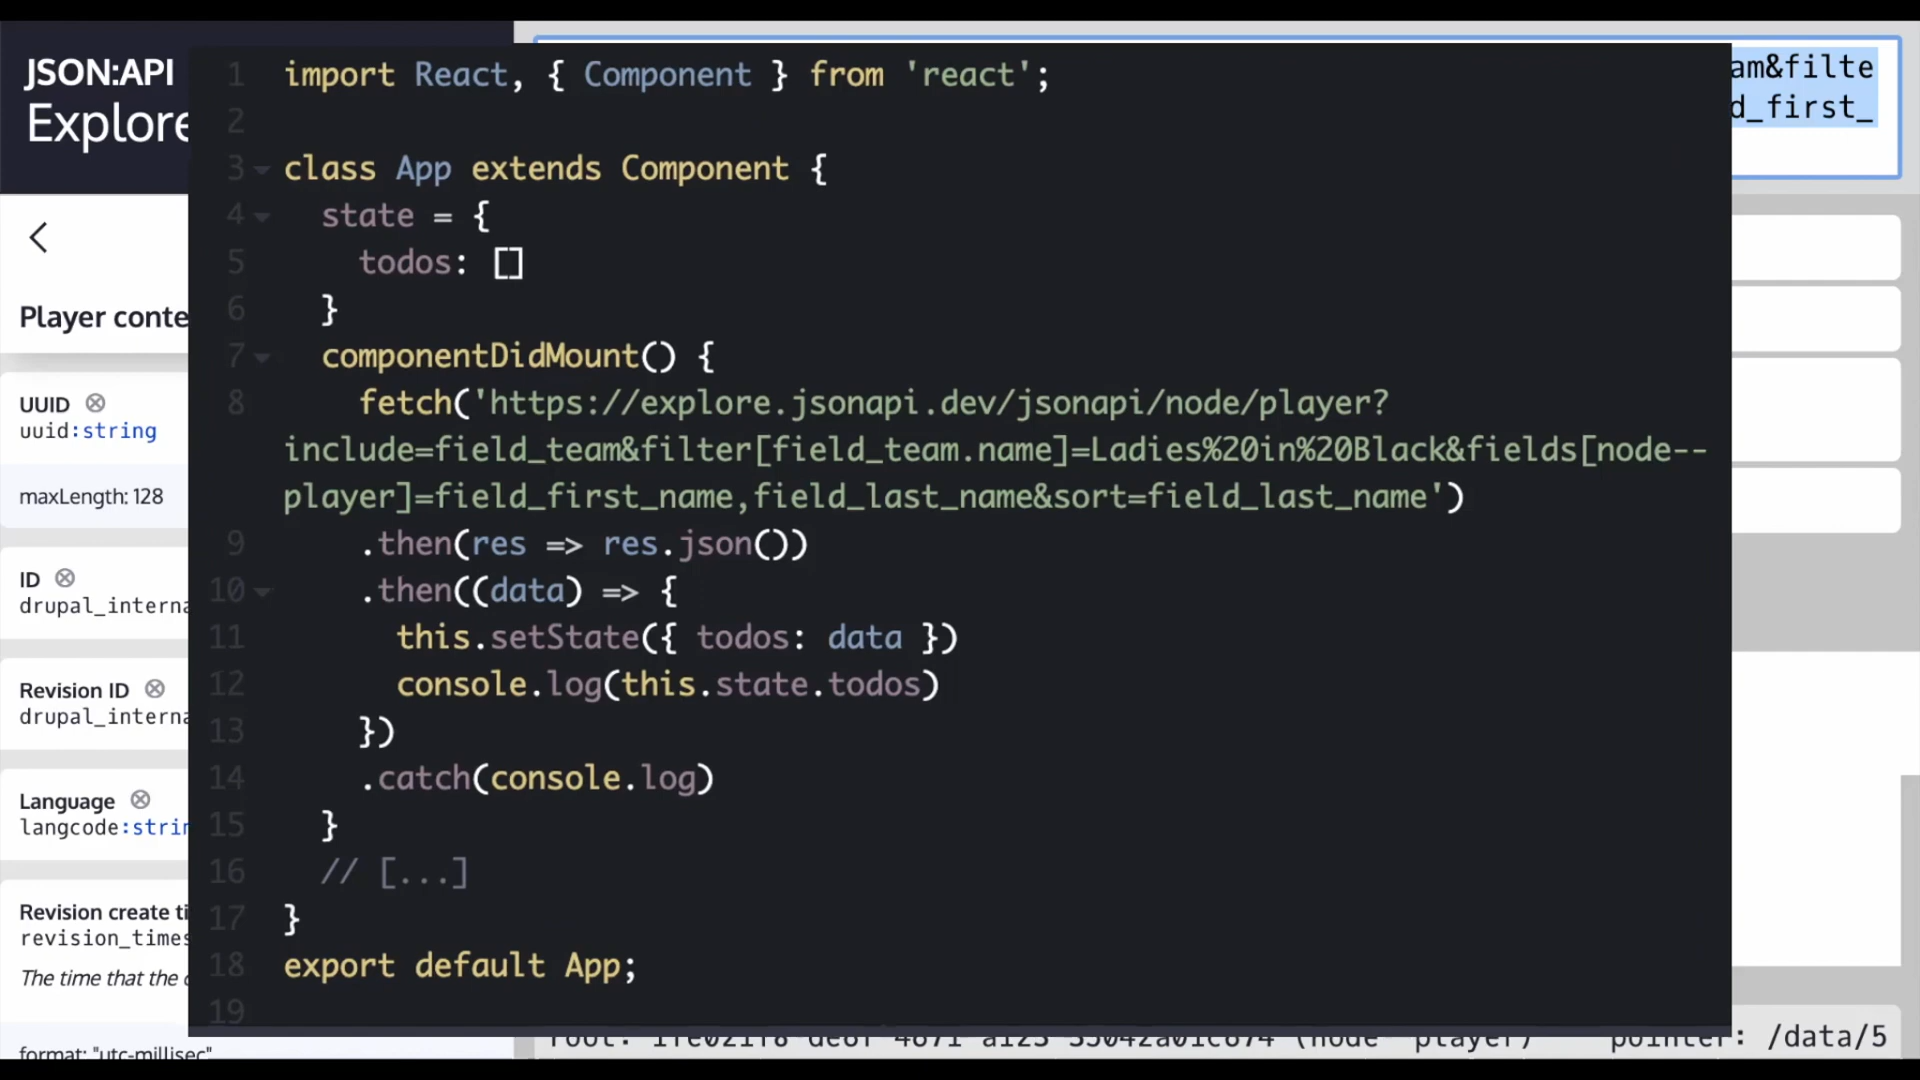 JSON:API
Explore
Player conte
UUID
uuid:string
maxLength: 128
ID
drupal_interna
Revision ID
drupal_interna
Language
langcode:strin
Revision create ti
revision_times
The time that the
format: "utc-millisec"
1 import React, { Component } from 'react';
2
3 class App extends Component {
4 state = {
5 todos: []
6 }
7 componentDidMount() {
8 fetch('https://explore.jsonapi.dev/jsonapi/node/player?
include=field_team&filter[field_team.name]=Ladies%20in%20Black&fields[node--
player]=field_first_name,field_last_name&sort=field_last_name')
9 .then(res => res.json())
10 .then((data) => {
11 this.setState({ todos: data })
12 console.log(this.state.todos)
13 })
14 .catch(console.log)
15 }
16 // [...]
17 }
18 export default App;
19
am&filte
d_first_
pointer: /data/5